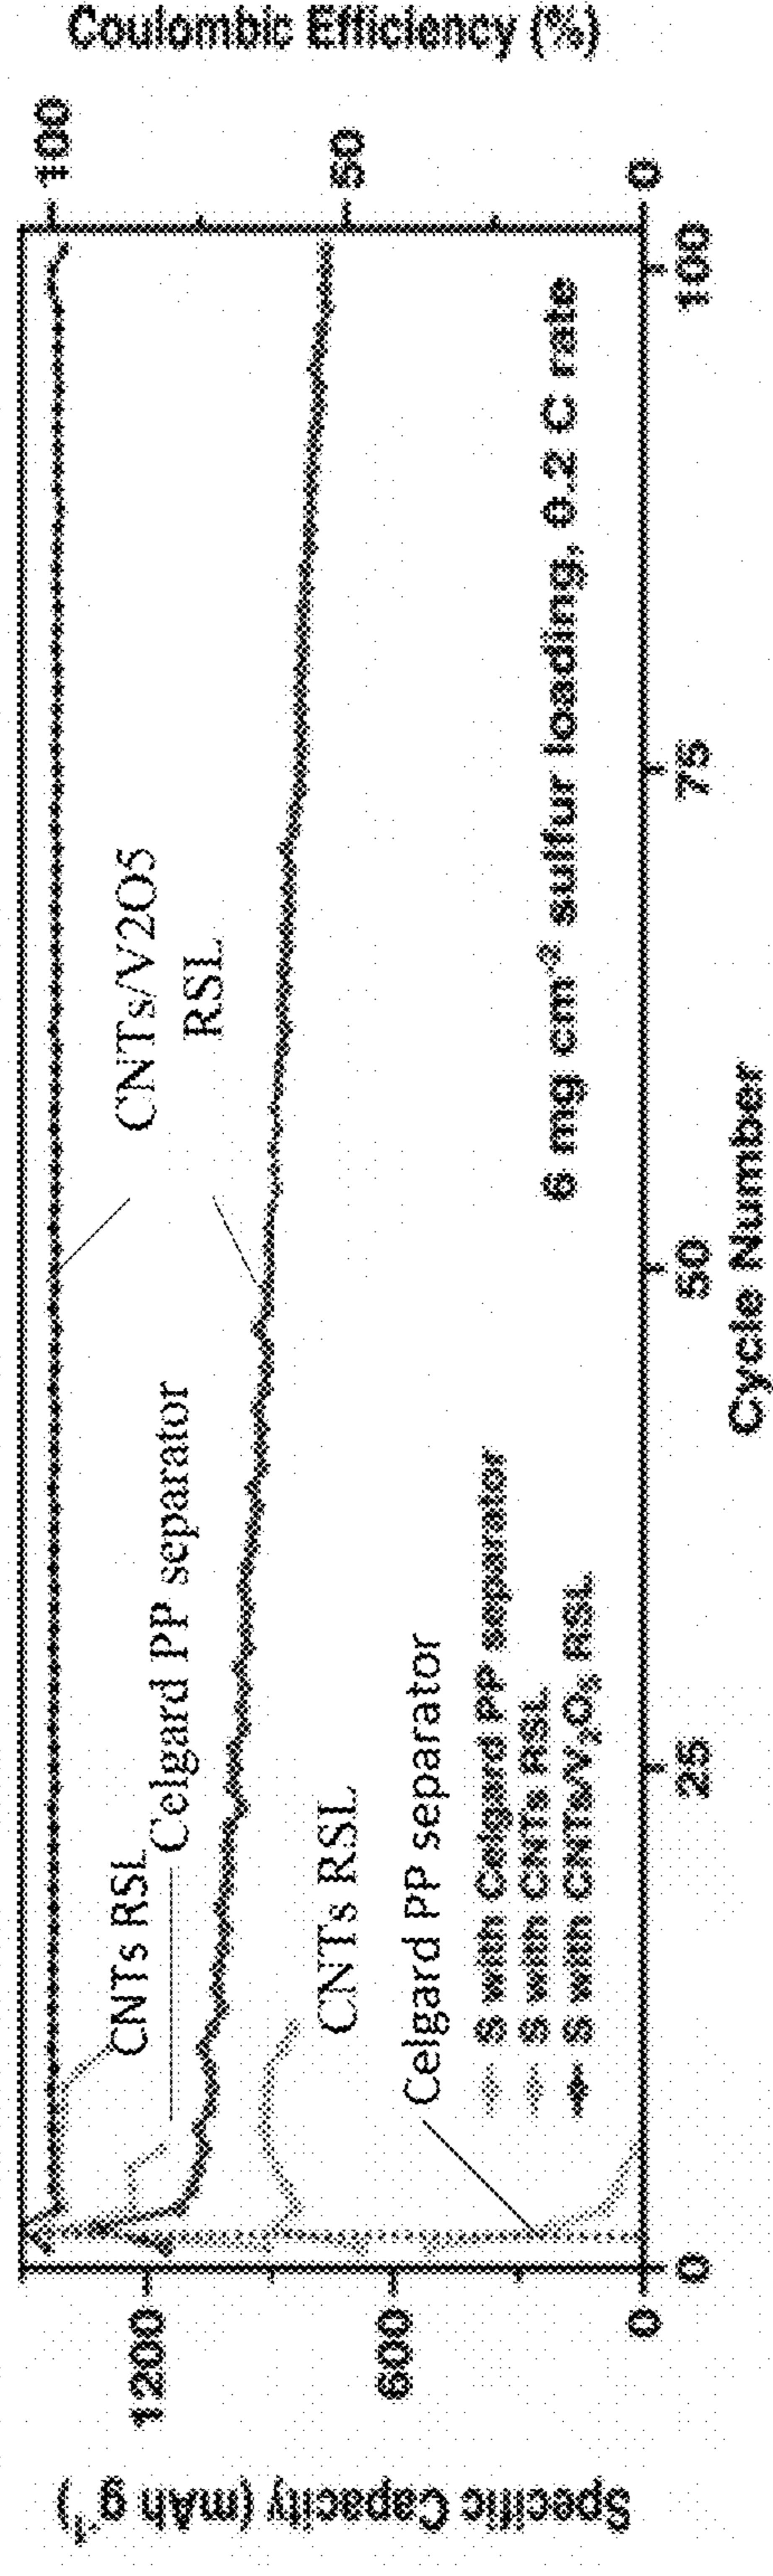 Specific Capacity (mAh g⁻¹)
1200
600
0
CNTs RSL
Celgard PP separator
CNTs/V2O5
RSL
CNTs RSL
Celgard PP separator
S with Celgard PP separator
S with CNTs RSL
S with CNTs/V₂O₅ RSL
6 mg cm⁻² sulfur loading, 0.2 C rate
0
25
50
75
100
Cycle Number
100
50
0
Coulombic Efficiency (%)